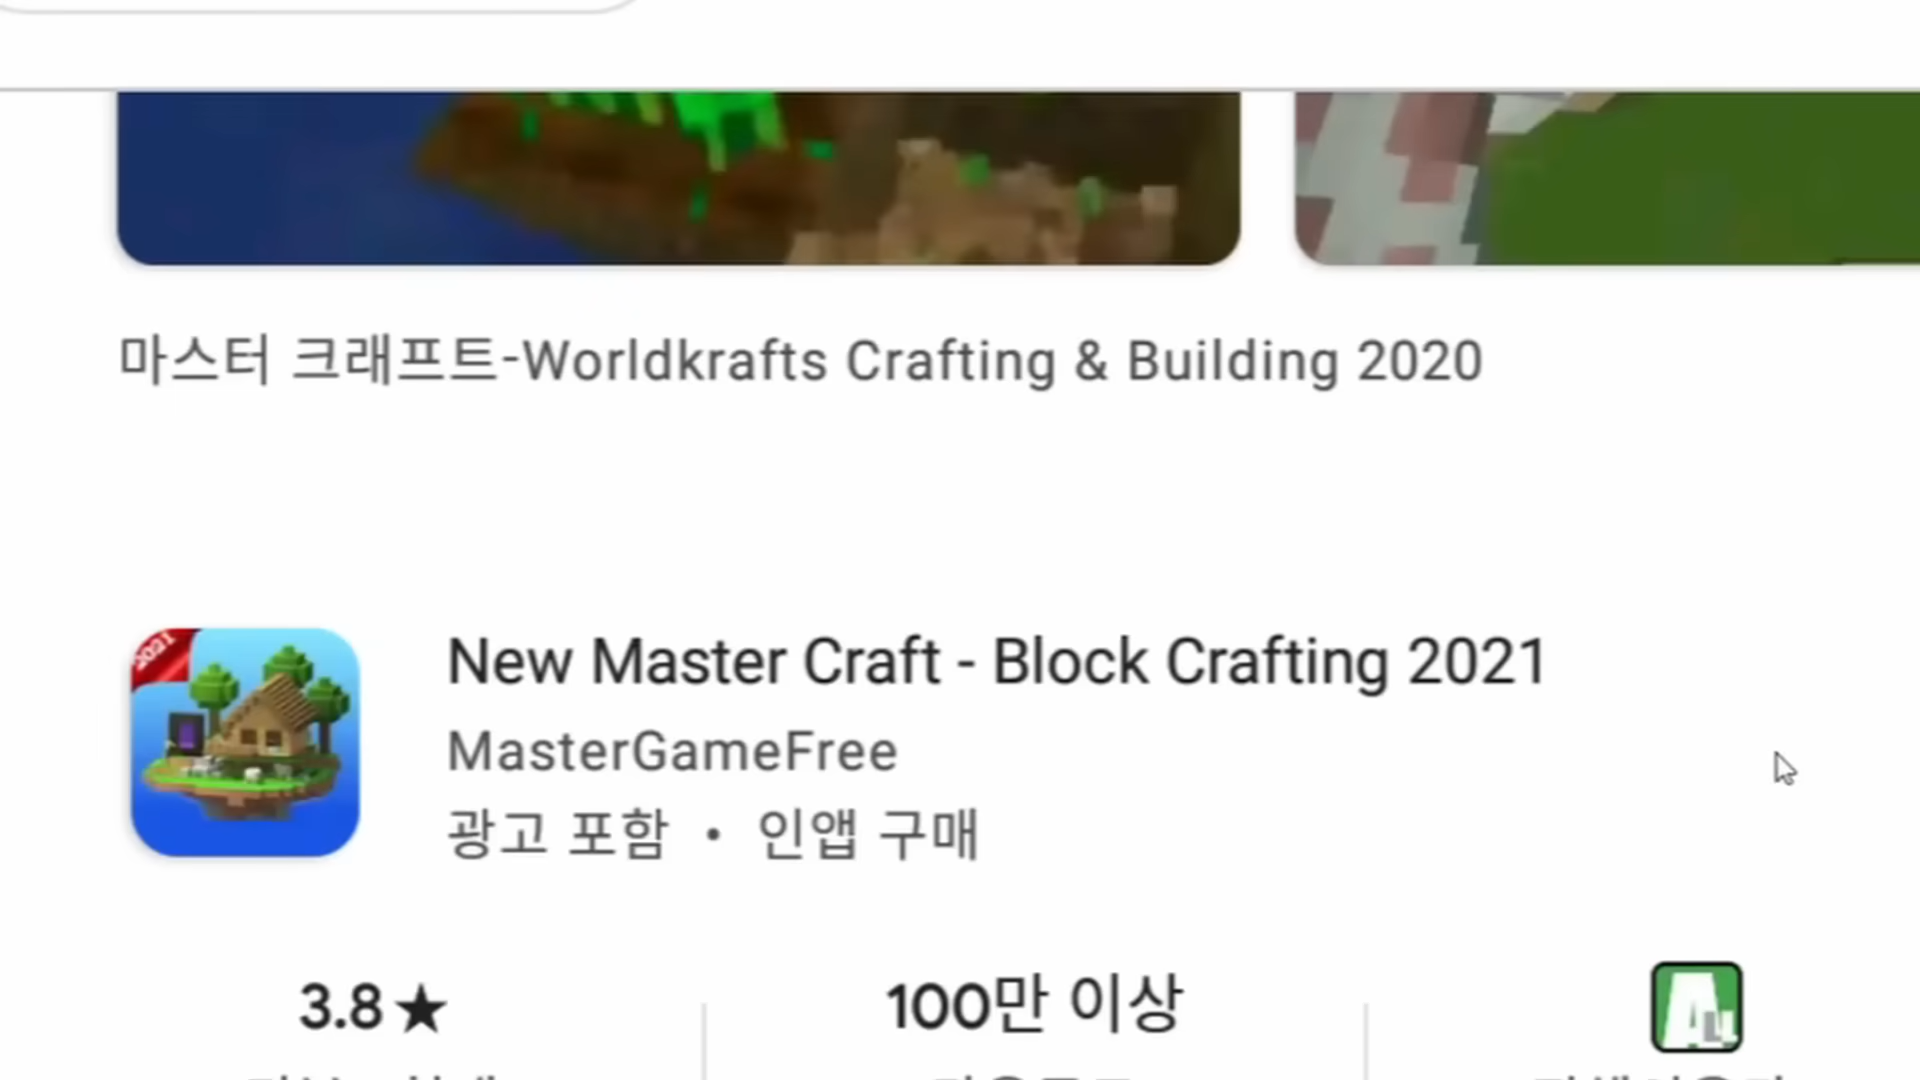 마스터 크래프트-Worldkrafts Crafting & Building 2020
2021
New Master Craft - Block Crafting 2021
MasterGameFree
광고 포함 • 인앱 구매
3.8★
100만 이상